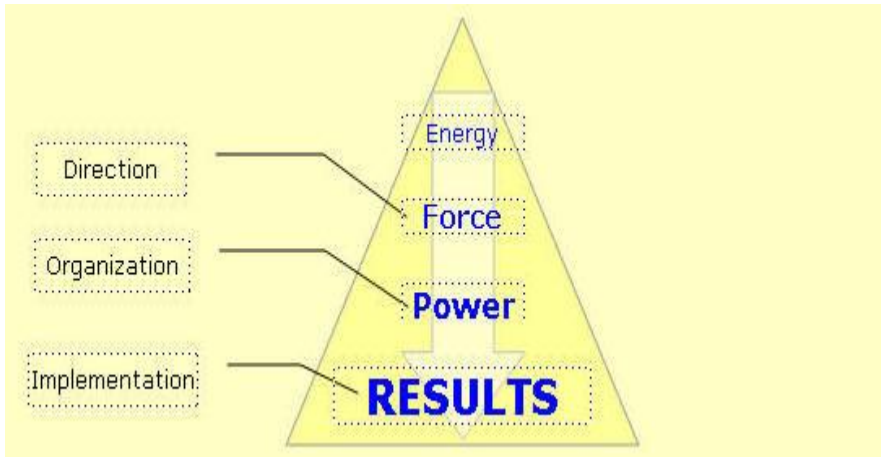 Energy
Direction
Force
Organization
Power
Implementation
RESULTS